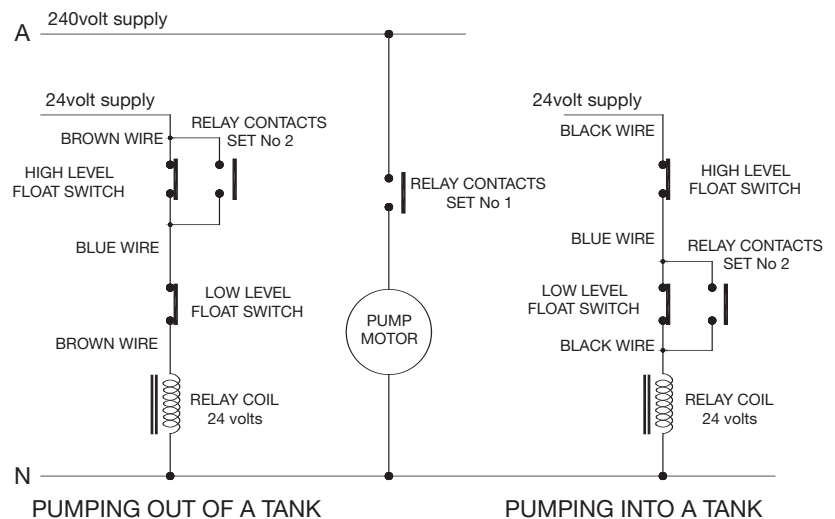 240volt supply
A
24volt supply
BROWN WIRE
RELAY CONTACTS
SET No 2
HIGH LEVEL
FLOAT SWITCH
BLUE WIRE
LOW LEVEL
FLOAT SWITCH
BROWN WIRE
RELAY COIL
24 volts
RELAY CONTACTS
SET No 1
PUMP
MOTOR
24volt supply
BLACK WIRE
HIGH LEVEL
FLOAT SWITCH
BLUE WIRE
RELAY CONTACTS
SET No 2
LOW LEVEL
FLOAT SWITCH
BLACK WIRE
RELAY COIL
24 volts
N
PUMPING OUT OF A TANK
PUMPING INTO A TANK